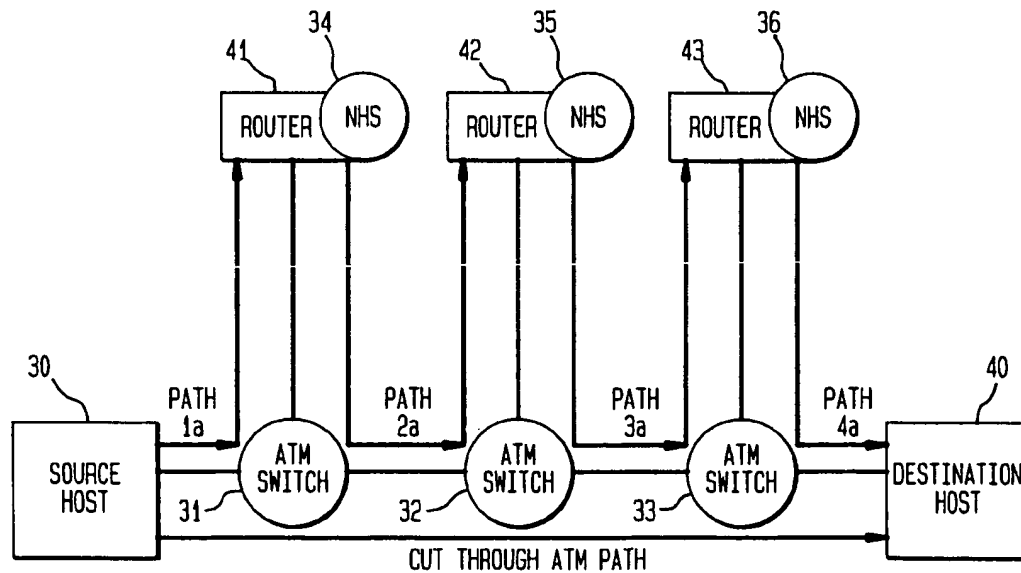 34
35
36
41
42
43
ROUTER
NHS
ROUTER
NHS
ROUTER
NHS
30
40
PATH
1a
PATH
2a
PATH
3a
PATH
4a
SOURCE
HOST
ATM
SWITCH
ATM
SWITCH
ATM
SWITCH
DESTINATION
HOST
31
32
33
CUT THROUGH ATM PATH